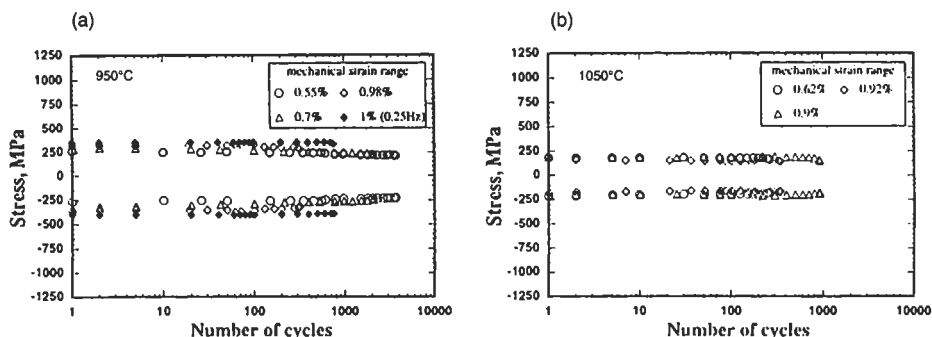 (a)
950°C
mechanical strain range
0.55% 0.98%
0.7% 1% (0.25Hz)
1250
1000
750
500
250
0
-250
-500
-750
-1000
-1250
Stress, MPa
1 10 100 1000 10000
Number of cycles
(b)
1050°C
mechanical strain range
0.62% 0.92%
0.9%
1250
1000
750
500
250
0
-250
-500
-750
-1000
-1250
Stress, MPa
1 10 100 1000 10000
Number of cycles